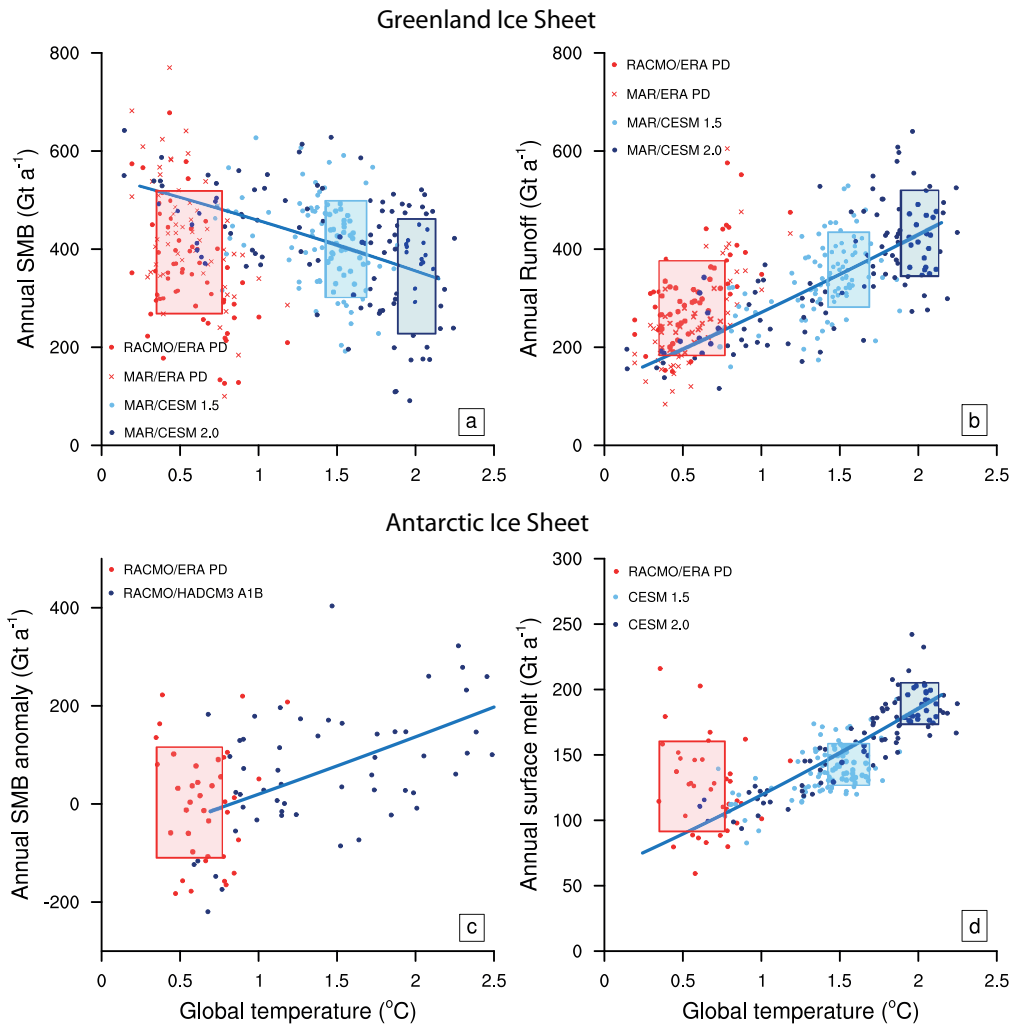 Greenland Ice Sheet
Annual SMB (Gt a-1)
800
600
400
200
0
RACMO/ERA PD
MAR/ERA PD
MAR/CESM 1.5
MAR/CESM 2.0
a
0 0.5 1 1.5 2 2.5
Annual Runoff (Gt a-1)
800
600
400
200
0
RACMO/ERA PD
MAR/ERA PD
MAR/CESM 1.5
MAR/CESM 2.0
b
0 0.5 1 1.5 2 2.5
Antarctic Ice Sheet
Annual SMB anomaly (Gt a-1)
400
200
0
-200
RACMO/ERA PD
RACMO/HADCM3 A1B
c
0 0.5 1 1.5 2 2.5
Global temperature (oC)
Annual surface melt (Gt a-1)
300
250
200
150
100
50
0
RACMO/ERA PD
CESM 1.5
CESM 2.0
d
0 0.5 1 1.5 2 2.5
Global temperature (oC)